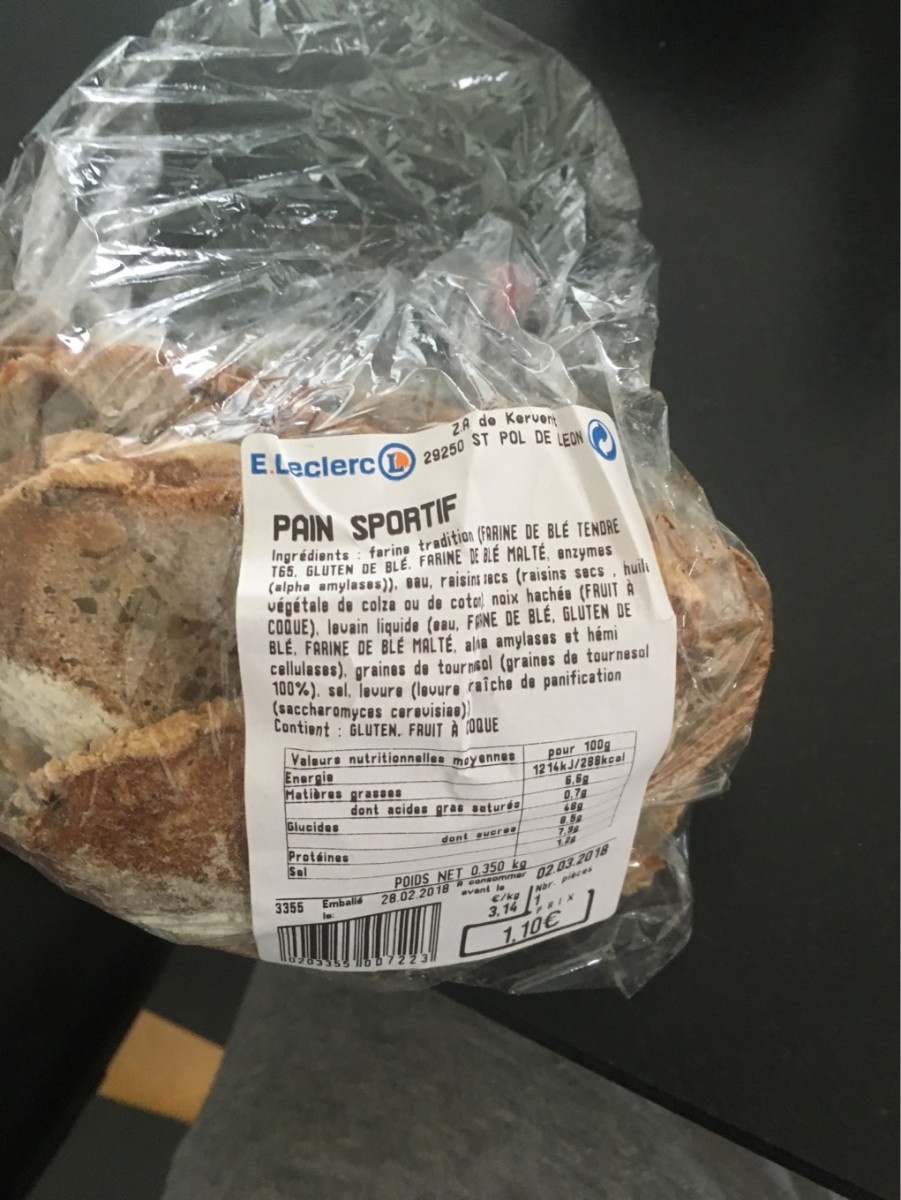 E.Leclerc L
Z.A de Kervent
29250 ST POL DE LEON
PAIN SPORTIF
Ingrédients : farine tradition (FARINE DE BLÉ TENDRE
T65, GLUTEN DE BLÉ. FARINE DE BLÉ MALTÉ, enzymes
(alpha amylases)), eau, raisins secs (raisins secs , huile
végétale de colza ou de coton) noix hachée (FRUIT À
COQUE), levain liquide (eau, FARINE DE BLÉ, GLUTEN DE
BLÉ, FARINE DE BLÉ MALTÉ, alpha amylases et hémi
cellulases), graines de tournesol (graines de tournesol
100%), sel, levure (levure fraîche de panification
(saccharomyces cerevisiae))
Contient : GLUTEN. FRUIT À COQUE
Valeurs nutritionnelles moyennes pour 100g
Energie 1214kJ/288kcal
Matières grasses 6,6g
dont acides gras saturés 0,7g
Glucides 48g
dont sucres 8.5g
Protéines 7,9g
Sel 1.2g
POIDS NET 0.350 kg
3355 Emballé le: 28.02.2018 A consommer avant le 02.03.2018
€/kg Nbr. pièces
3,14 1
PRIX
1,10€
0203355007223